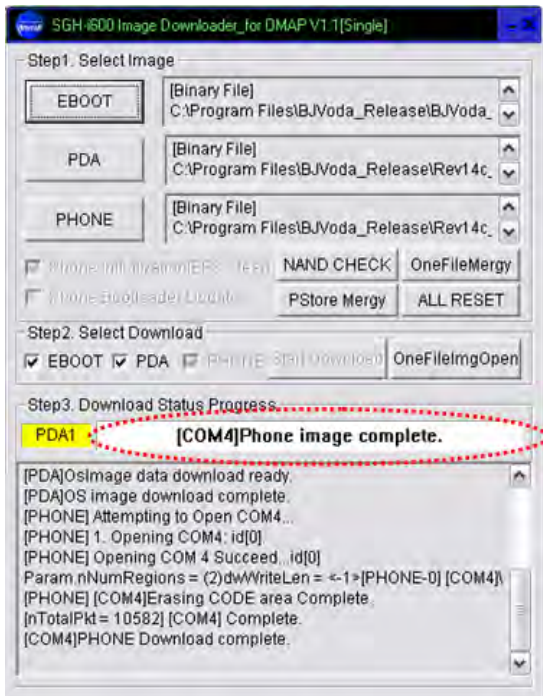 SGH-i600 Image Downloader_for OMAP V1.1[Single]
Step1. Select Image
EBOOT
[Binary File]
C:\Program Files\BJVoda_Release\BJVoda_
PDA
[Binary File]
C:\Program Files\BJVoda_Release\Rev14c_
PHONE
[Binary File]
C:\Program Files\BJVoda_Release\Rev14c_
NAND CHECK OneFileMergy
Phone Bootloader Update PStore Mergy ALL RESET
Step2. Select Download
EBOOT PDA PHONE Start Download OneFileImgOpen
Step3. Download Status Progress
PDA1 [COM4]Phone image complete.
[PDA]OsImage data download ready.
[PDA]OS image download complete.
[PHONE] Attempting to Open COM4...
[PHONE] 1. Opening COM4: id[0]
[PHONE] Opening COM 4 Succeed...id[0]
Param nNumRegions = (2)dwWriteLen = <-1>[PHONE-0] [COM4]\
[PHONE] [COM4]Erasing CODE area Complete.
[nTotalPkt = 10582] [COM4] Complete.
[COM4]PHONE Download complete.